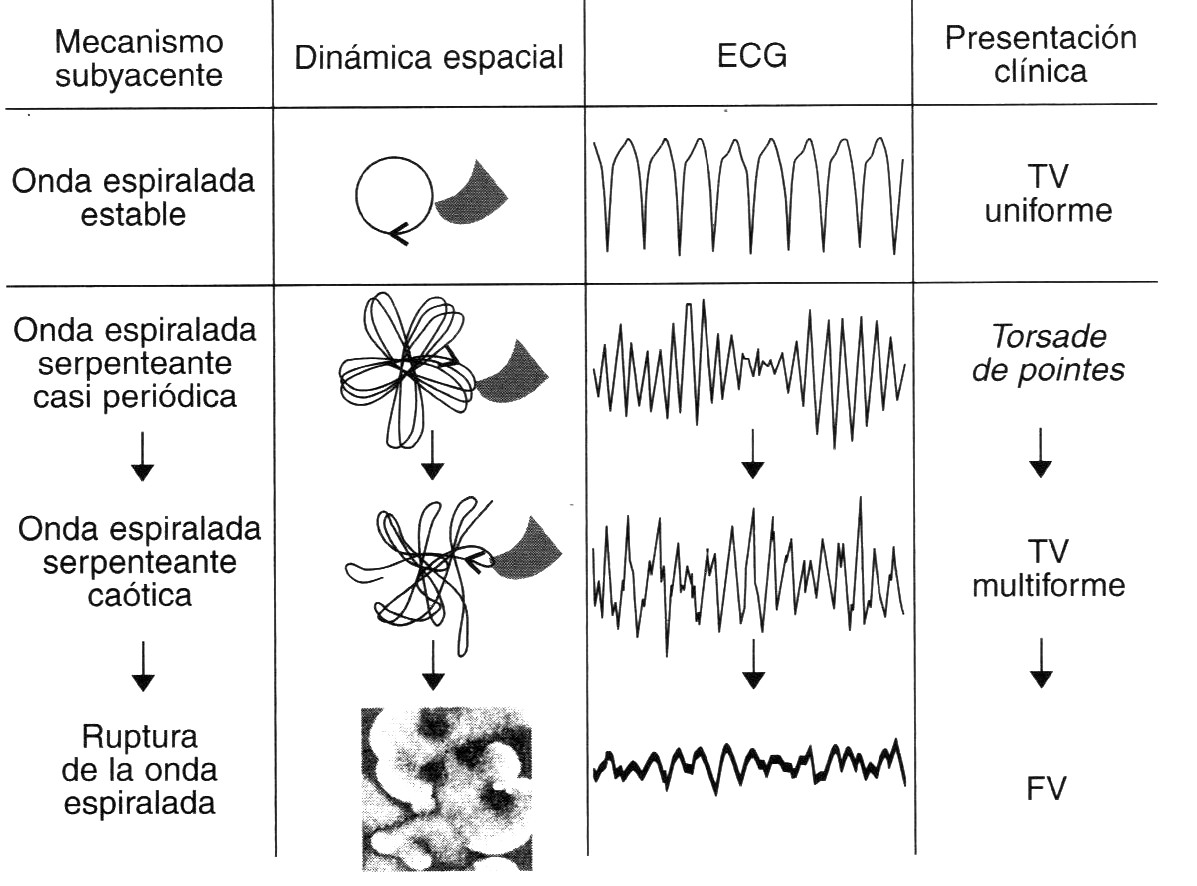 Mecanismo
subyacente
Dinámica espacial
ECG
Presentación
clínica
Onda espiralada
estable
TV
uniforme
Onda espiralada
serpenteante
casi periódica
Torsade
de pointes
Onda espiralada
serpenteante
caótica
TV
multiforme
Ruptura
de la onda
espiralada
FV